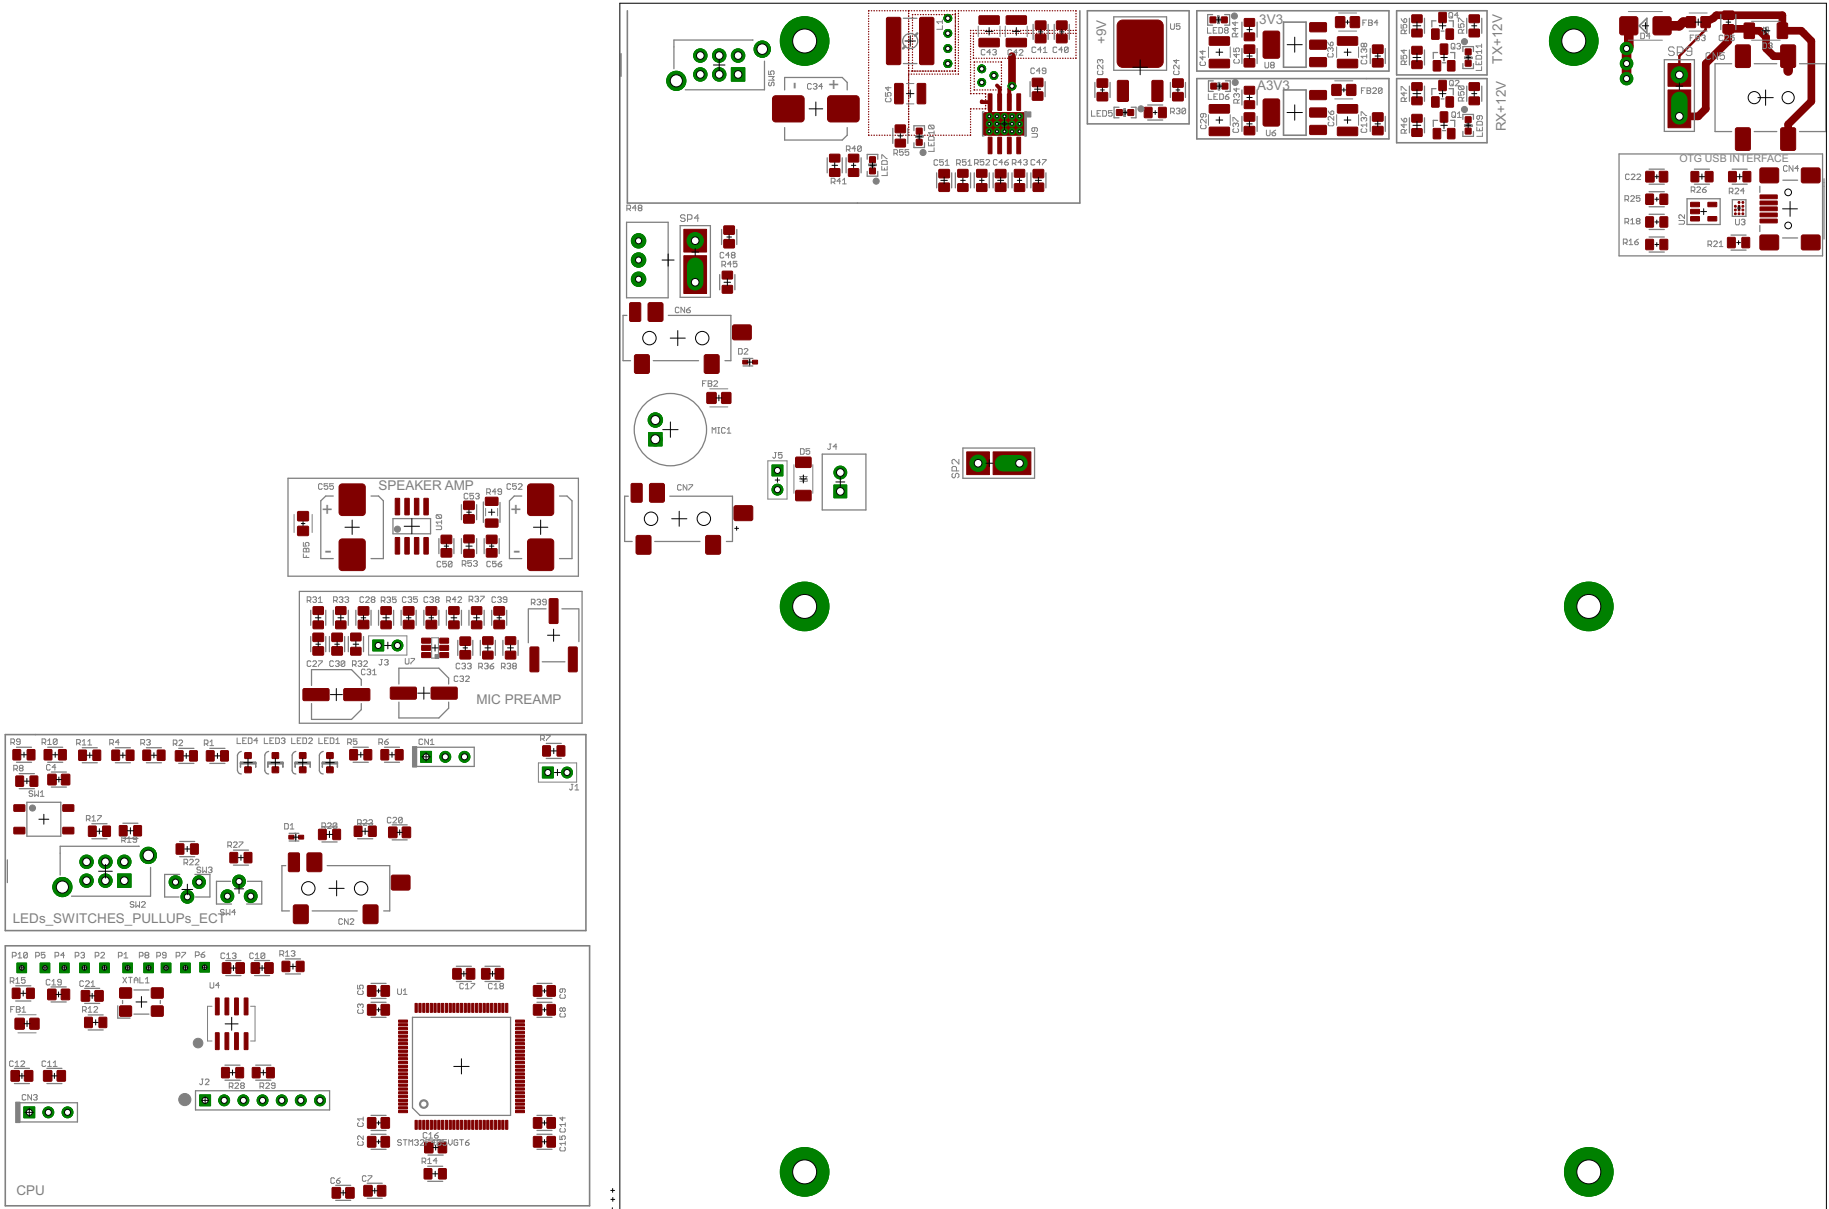 SW5
C34
L1
C43
C42
C41
C40
C49
C54
U9
R55
LED10
R40
R41
LED7
C51
R51
R52
C46
R43
C47
+9V
U5
C23
C24
LED5
R30
3V3
LED8
R44
C44
C45
U8
C36
FB4
C138
A3V3
LED6
R34
C29
C37
U6
C26
FB20
C137
TX+12V
R56
Q4
R57
R54
Q3
LED11
RX+12V
R47
Q2
R50
R46
Q1
LED9
D4
SP9
OTG USB INTERFACE
CN4
C22
R26
R24
R25
U2
U3
R18
R16
R21
R48
SP4
C48
R45
CN6
D2
FB2
MIC1
J5
D5
J4
SP2
CN7
SPEAKER AMP
C55
C53
R49
C52
FB5
U10
C50
R53
C56
R31
R33
C28
R35
C35
C38
R42
R37
C39
R39
C27
C30
R32
J3
U7
C33
R36
R38
C31
C32
MIC PREAMP
R9
R10
R11
R4
R3
R2
R1
LED4
LED3
LED2
LED1
R5
R6
CN1
R7
R8
C4
J1
SW1
R17
R19
D1
R20
R23
C20
R22
R27
SW3
SW2
SW4
CN2
LEDs_SWITCHES_PULLUPs_ECT
P10
P5
P4
P3
P2
P1
P8
P9
P7
P6
C13
C10
R13
R15
C19
C21
XTAL1
U4
C17
C18
FB1
R12
C5
U1
C9
C3
C8
C12
C11
R28
R29
CN3
J2
C1
C14
C2
C16
C15
R14
C6
C7
CPU